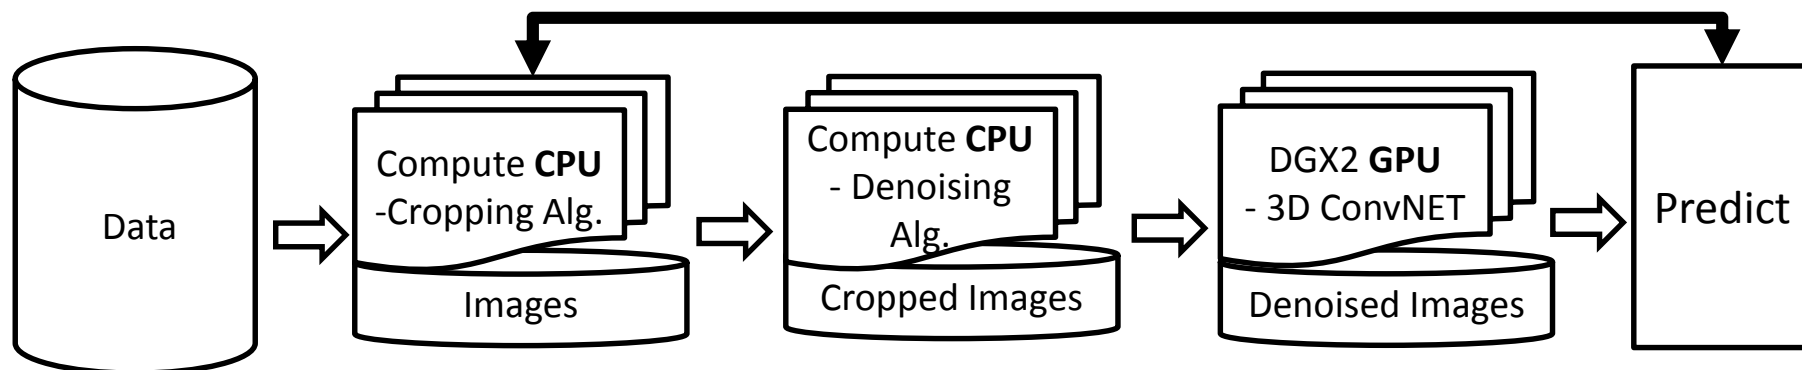 Data
Compute CPU
-Cropping Alg.
Images
Compute CPU
- Denoising
Alg.
Cropped Images
DGX2 GPU
- 3D ConvNET
Denoised Images
Predict